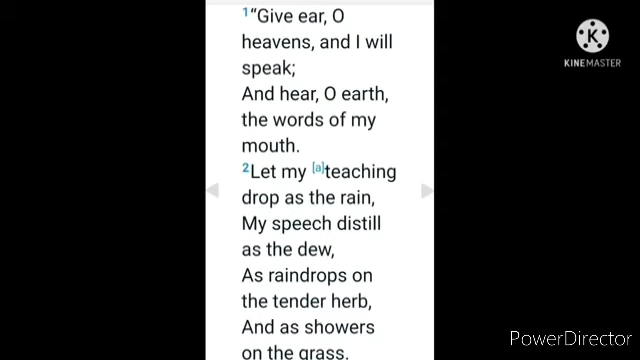 1"Give ear, O
heavens, and I will
speak;
And hear, O earth,
the words of my
mouth.
2Let my [a]teaching
drop as the rain,
My speech distill
as the dew,
As raindrops on
the tender herb,
And as showers
on the grass.
K
KINEMASTER
PowerDirector